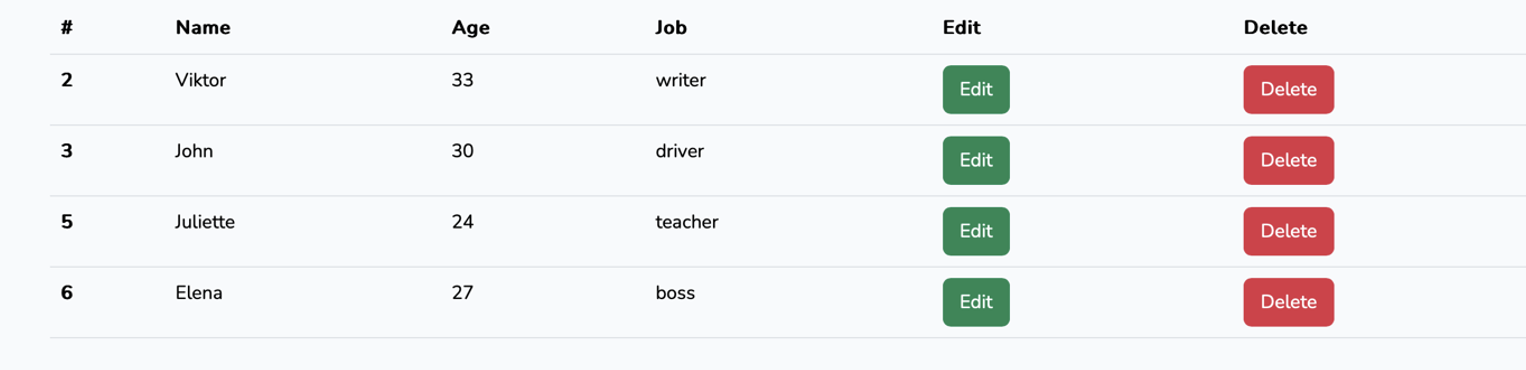 # Name Age Job Edit Delete
2 Viktor 33 writer Edit Delete
3 John 30 driver Edit Delete
5 Juliette 24 teacher Edit Delete
6 Elena 27 boss Edit Delete